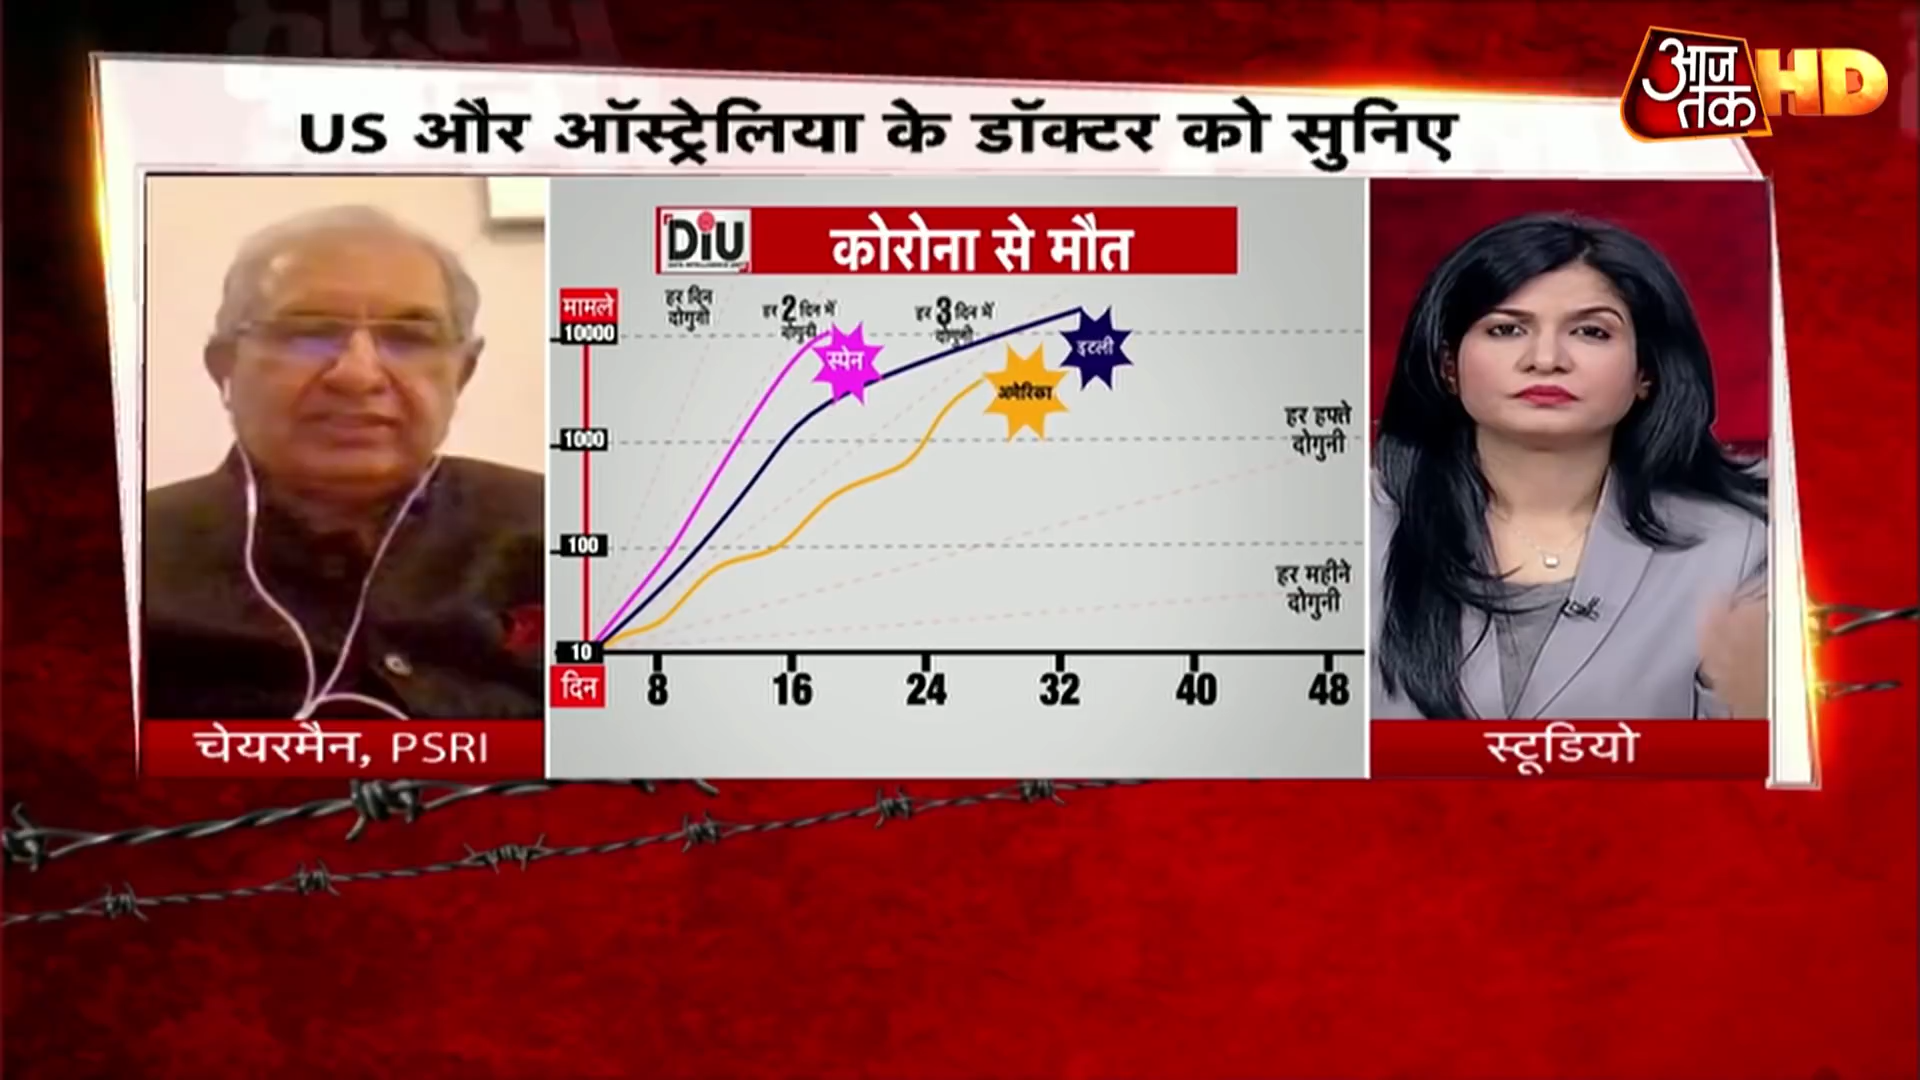 आज
तक HD
US और ऑस्ट्रेलिया के डॉक्टर को सुनिए
DiU
कोरोना से मौत
मामले
हर दिन
दोगुनी
हर 2 दिन में
दोगुनी
हर 3 दिन में
दोगुनी
10000
स्पेन
इटली
अमेरिका
हर हफ्ते
दोगुनी
1000
100
हर महीने
दोगुनी
10
दिन 8 16 24 32 40 48
चेयरमैन, PSRI
स्टूडियो